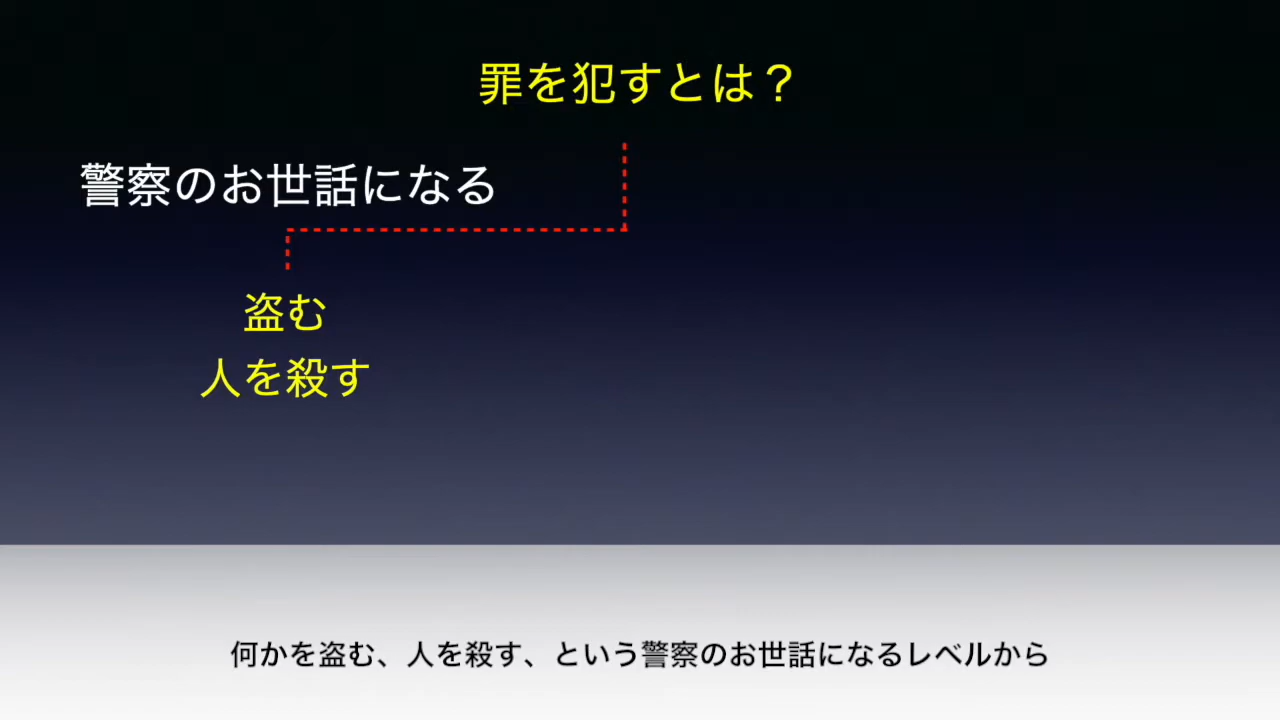 罪を犯すとは？
警察のお世話になる
盗む
人を殺す
何かを盗む、人を殺す、という警察のお世話になるレベルから